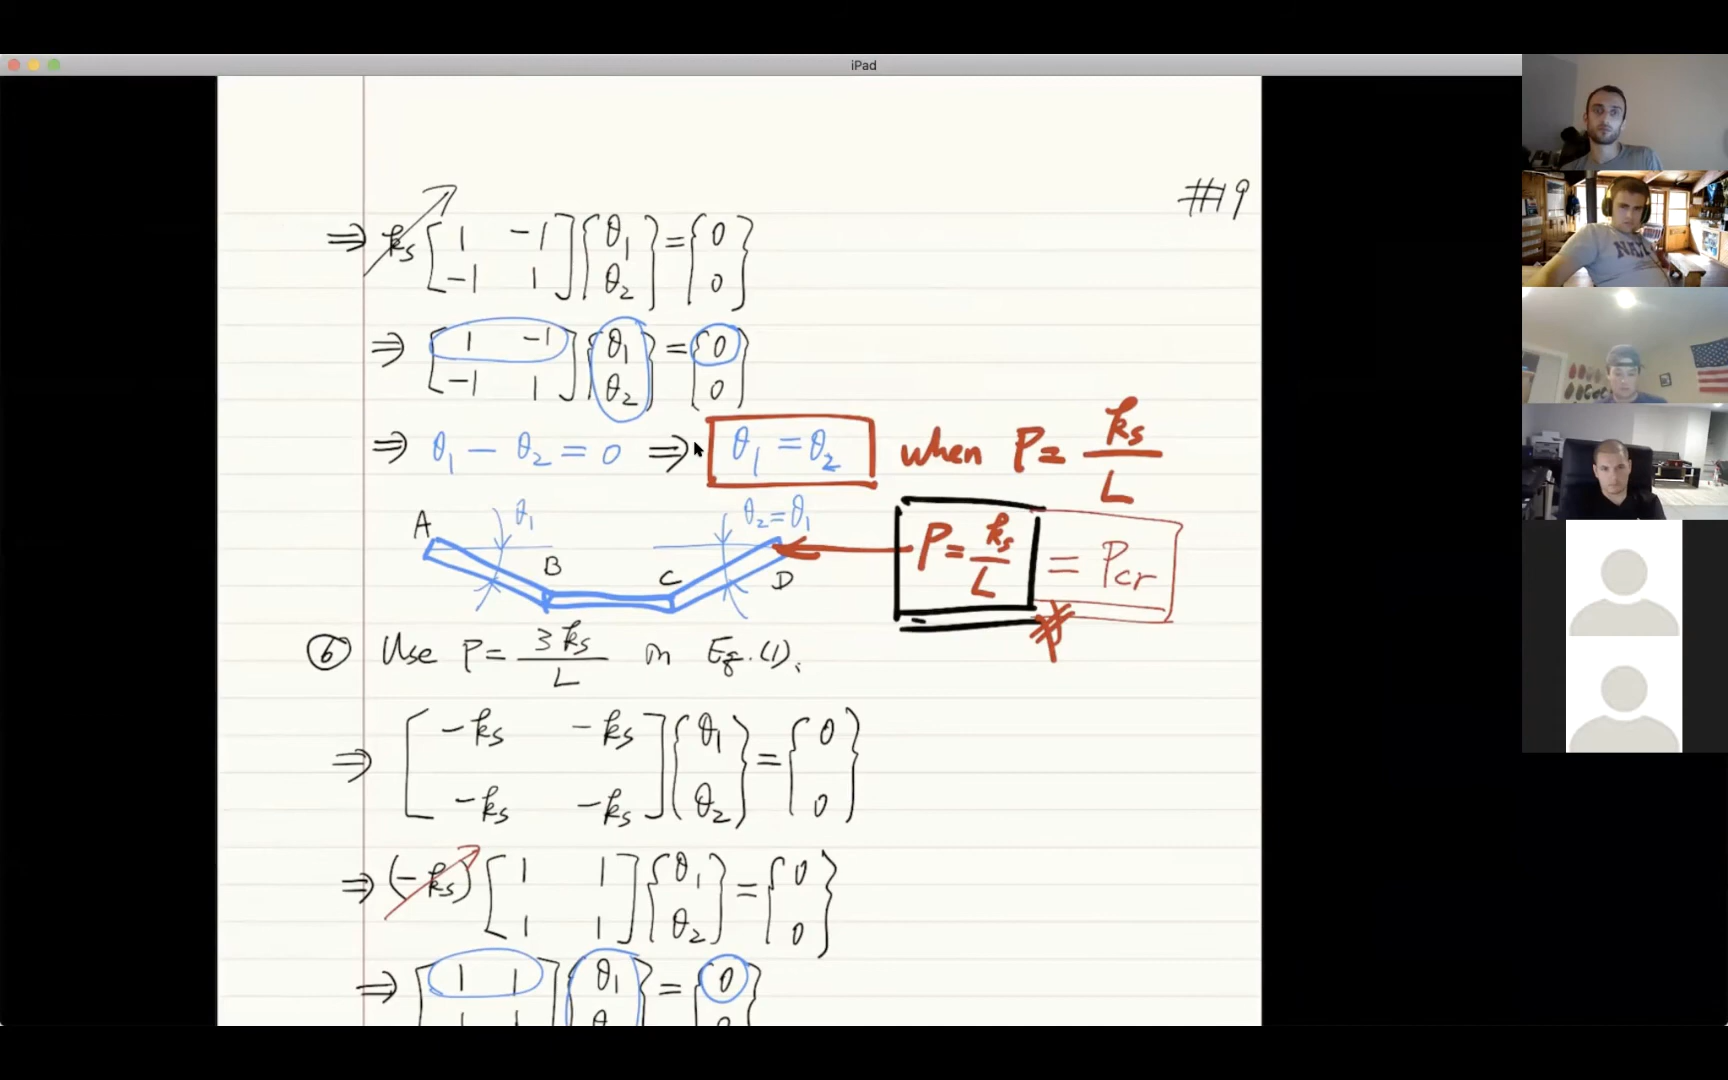 iPad
#19
⇒ ks [1 -1; -1 1] {θ1; θ2} = {0; 0}
⇒ [1 -1; -1 1] {θ1; θ2} = {0; 0}
⇒ θ1 - θ2 = 0 ⇒ θ1 = θ2 when P = ks/L
A θ1 B C θ2 = θ1 D
P = ks/L = Pcr
⑥ Use P = 3ks/L in Eq. (1).
⇒ [-ks -ks; -ks -ks] {θ1; θ2} = {0; 0}
⇒ (-ks) [1 1; 1 1] {θ1; θ2} = {0; 0}
⇒ [1 1 {θ1 = {0